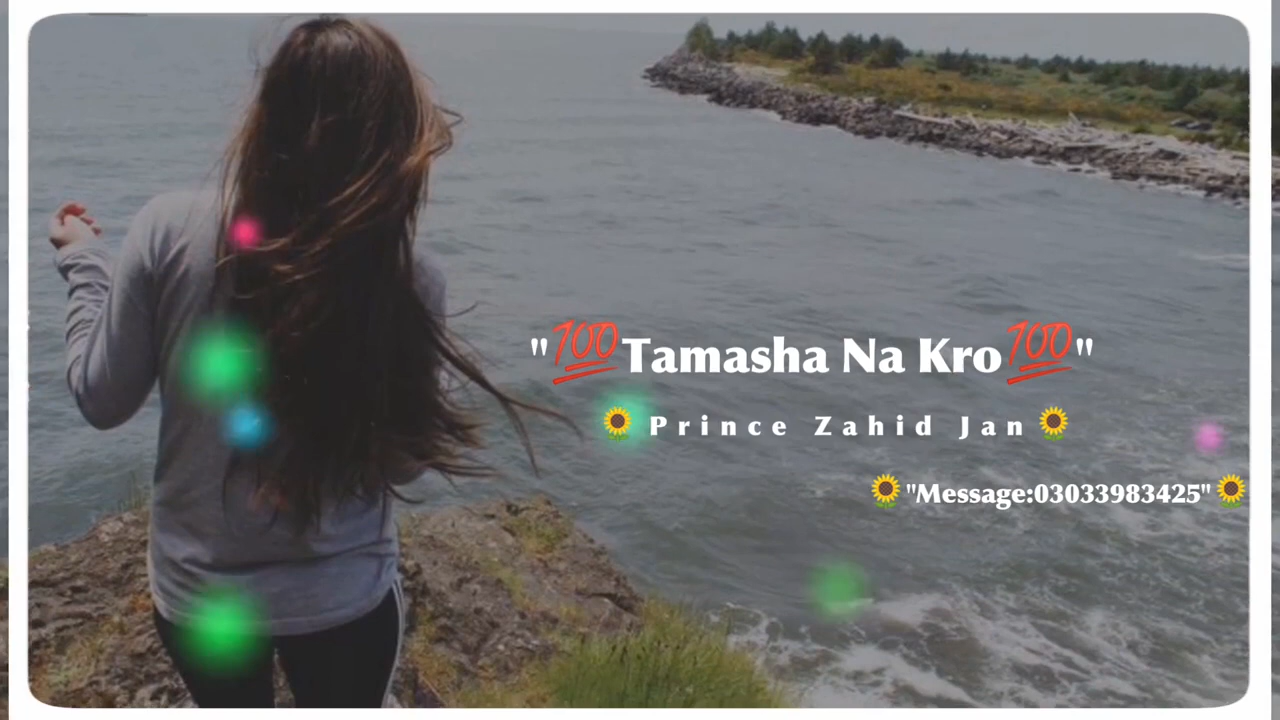 "💯Tamasha Na Kro💯"
🌻Prince Zahid Jan🌻
🌻"Message:03033983425"🌻